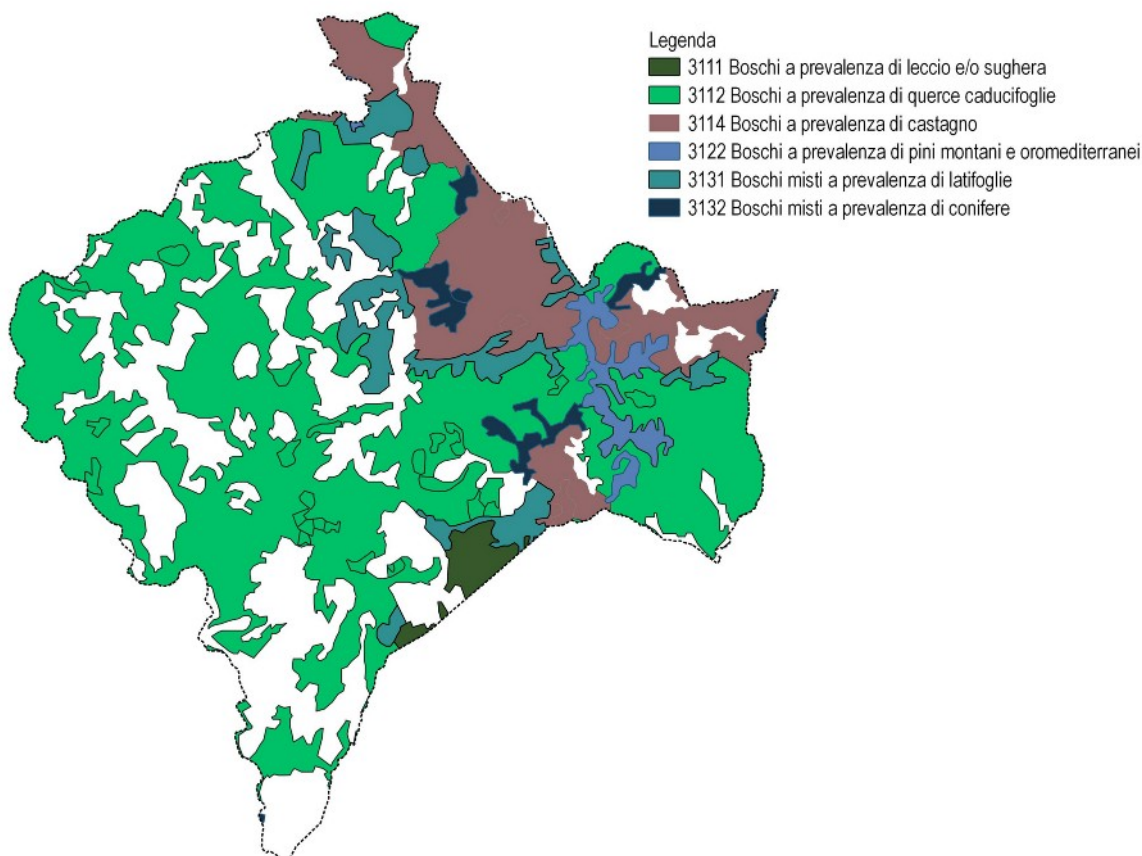 Legenda
3111 Boschi a prevalenza di leccio e/o sughera
3112 Boschi a prevalenza di querce caducifoglie
3114 Boschi a prevalenza di castagno
3122 Boschi a prevalenza di pini montani e oromediterranei
3131 Boschi misti a prevalenza di latifoglie
3132 Boschi misti a prevalenza di conifere